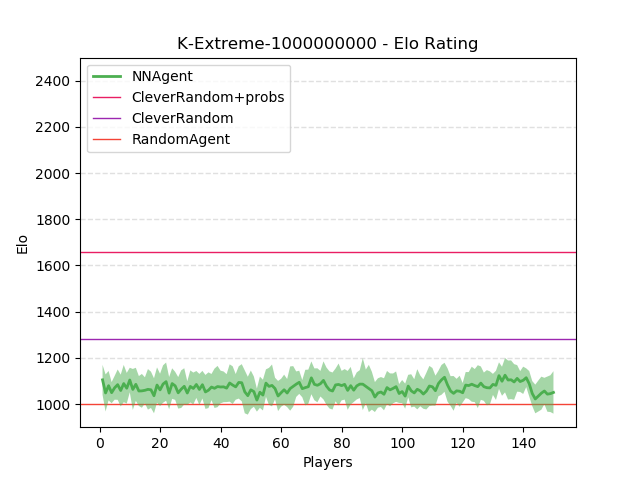 K-Extreme-1000000000 - Elo Rating
NNAgent
CleverRandom+probs
CleverRandom
RandomAgent
2400
2200
2000
1800
1600
1400
1200
1000
Elo
0 20 40 60 80 100 120 140
Players